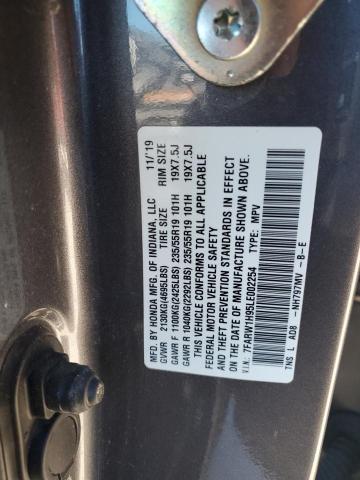 MFD. BY HONDA MFG. OF INDIANA, LLC 11/'19
TIRE SIZE RIM SIZE
GVWR 2130KG(4695LBS)
GAWR F 1100KG(2425LBS) 235/55R19 101H 19X7.5J
GAWR R 1040KG(2292LBS) 235/55R19 101H 19X7.5J
THIS VEHICLE CONFORMS TO ALL APPLICABLE
FEDERAL MOTOR VEHICLE SAFETY
AND THEFT PREVENTION STANDARDS IN EFFECT
ON THE DATE OF MANUFACTURE SHOWN ABOVE.
V.I.N.: 7FARW1H95LE002254 TYPE: MPV
TNS L AD8 -NH797MV -B-E